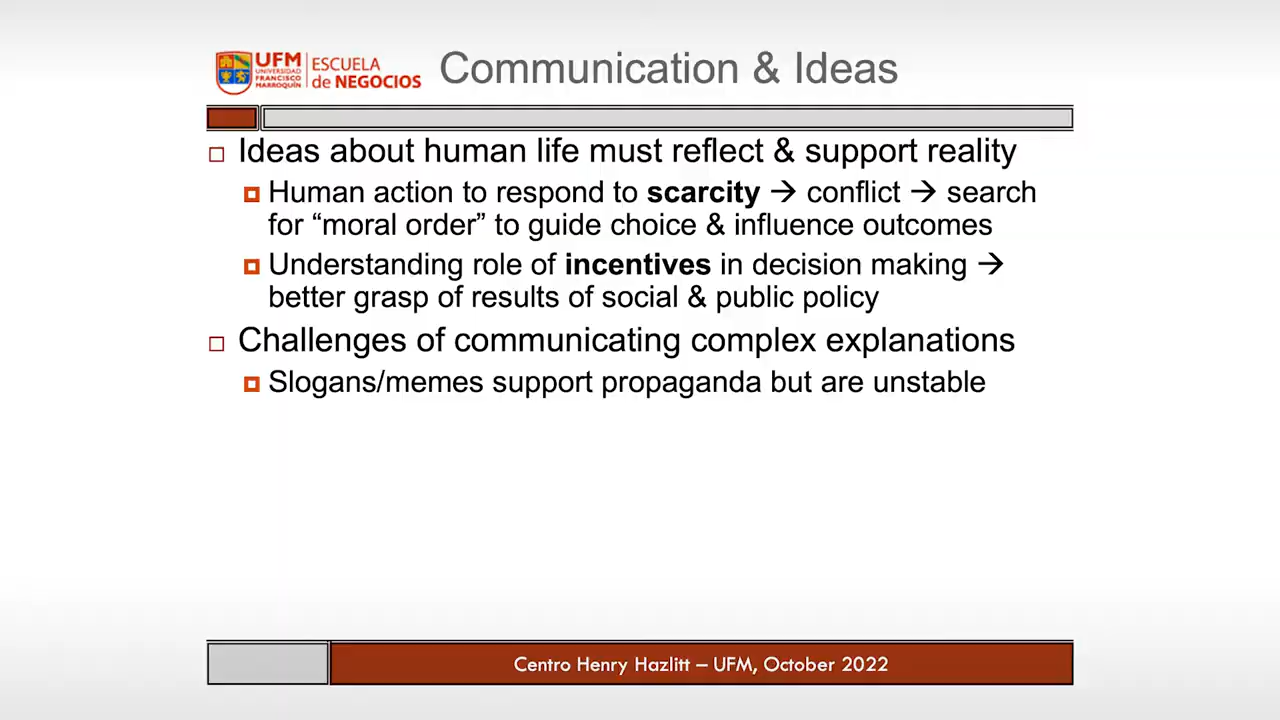 UFM
UNIVERSIDAD
FRANCISCO
MARROQUÍN
ESCUELA
de NEGOCIOS
Communication & Ideas
Ideas about human life must reflect & support reality
Human action to respond to scarcity → conflict → search
for “moral order” to guide choice & influence outcomes
Understanding role of incentives in decision making →
better grasp of results of social & public policy
Challenges of communicating complex explanations
Slogans/memes support propaganda but are unstable
Centro Henry Hazlitt – UFM, October 2022